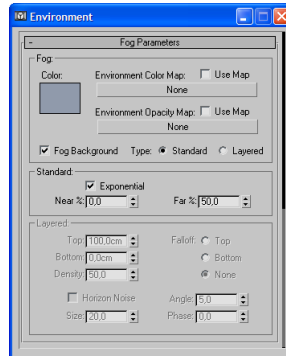 Environment
- Fog Parameters
Fog:
Color: Environment Color Map: Use Map
None
Environment Opacity Map: Use Map
None
Fog Background Type: Standard Layered
Standard:
Exponential
Near %: 0,0 Far %: 50,0
Layered
Top: 100,0cm Falloff: Top
Bottom: 0,0cm Bottom
Density: 50,0 None
Horizon Noise Angle: 5,0
Size: 20,0 Phase: 0,0